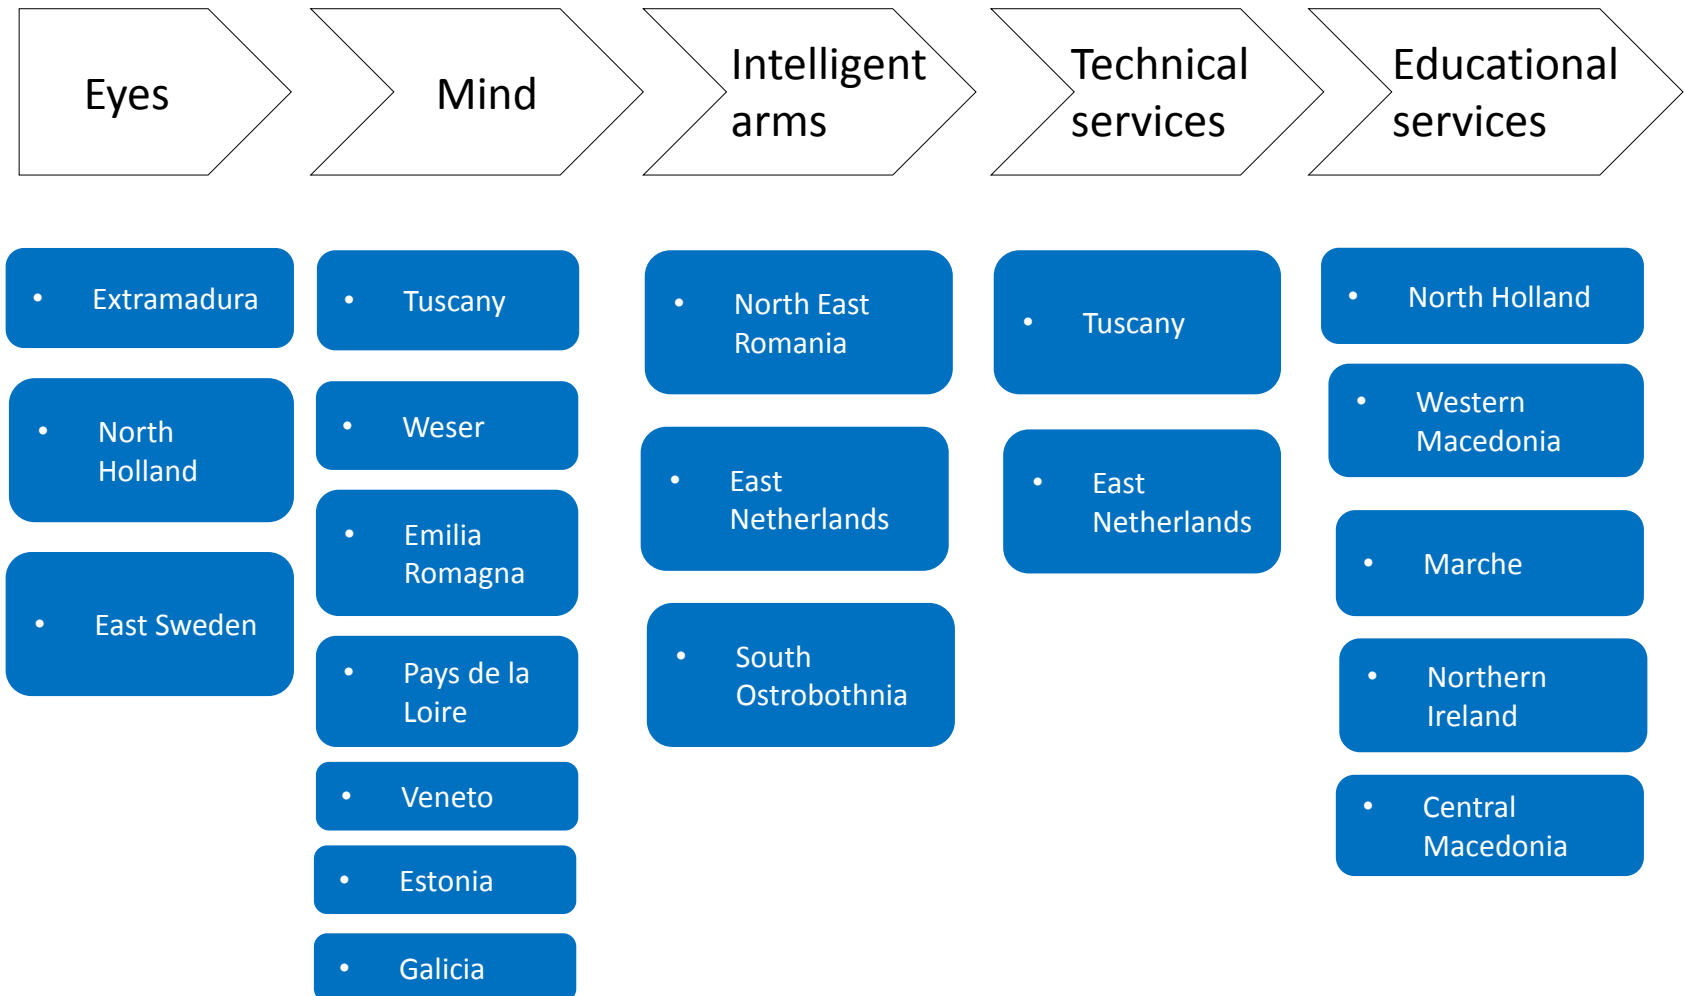 Eyes
Mind
Intelligent
arms
Technical
services
Educational
services
• Extramadura
• North
Holland
• East Sweden
• Tuscany
• Weser
• Emilia
Romagna
• Pays de la
Loire
• Veneto
• Estonia
• Galicia
• North East
Romania
• East
Netherlands
• South
Ostrobothnia
• Tuscany
• East
Netherlands
• North Holland
• Western
Macedonia
• Marche
• Northern
Ireland
• Central
Macedonia